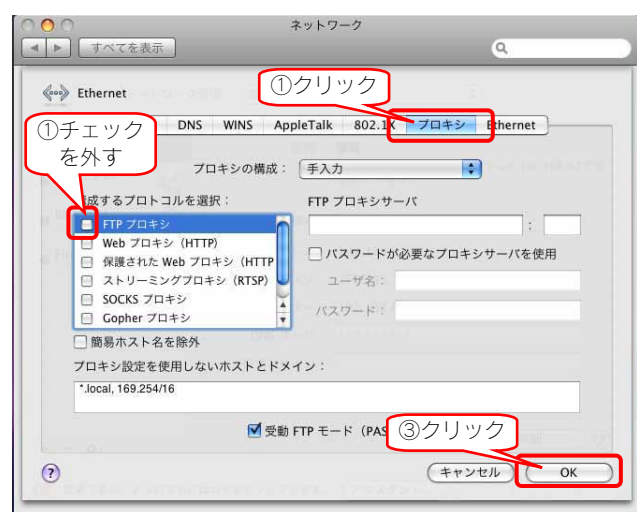 ネットワーク
すべてを表示
Ethernet
①クリック
①チェック
を外す
DNS WINS AppleTalk 802.1X プロキシ Ethernet
プロキシの構成： 手入力
成するプロトコルを選択：
FTP プロキシサーバ
FTP プロキシ
:
Web プロキシ（HTTP）
保護された Web プロキシ（HTTP
パスワードが必要なプロキシサーバを使用
ストリーミングプロキシ（RTSP）
ユーザ名：
SOCKS プロキシ
Gopher プロキシ
パスワード：
簡易ホスト名を除外
プロキシ設定を使用しないホストとドメイン：
*.local, 169.254/16
受動 FTP モード（PAS
③クリック
?
キャンセル
OK